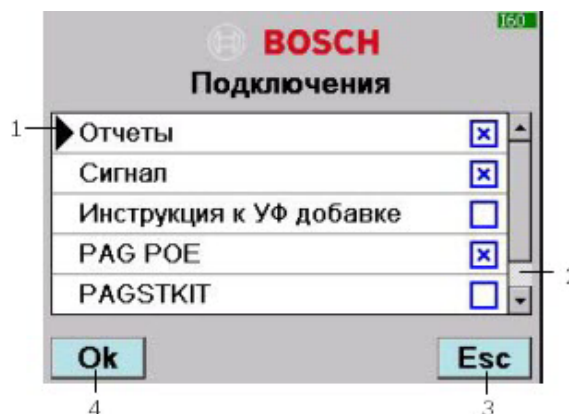 I60
BOSCH
Подключения
1
Отчеты
Сигнал
Инструкция к УФ добавке
PAG POE
2
PAGSTKIT
Ok
Esc
4
3